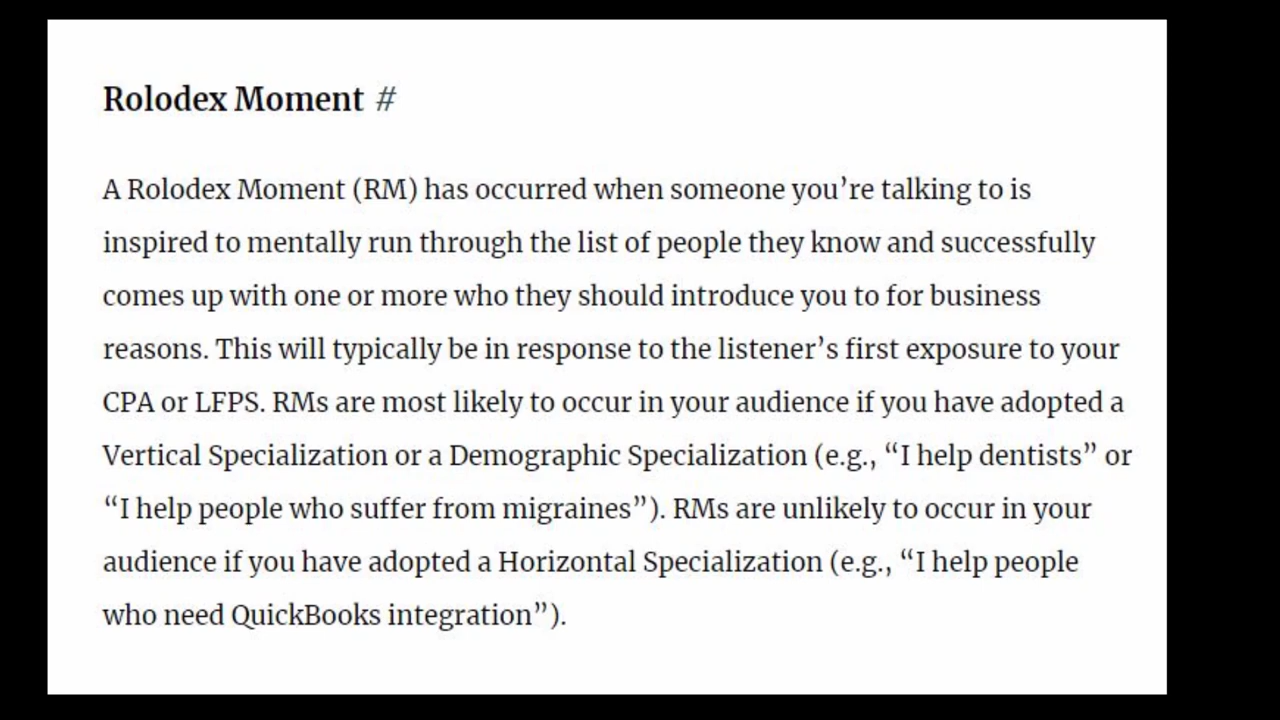 Rolodex Moment #
A Rolodex Moment (RM) has occurred when someone you’re talking to is
inspired to mentally run through the list of people they know and successfully
comes up with one or more who they should introduce you to for business
reasons. This will typically be in response to the listener’s first exposure to your
CPA or LFPS. RMs are most likely to occur in your audience if you have adopted a
Vertical Specialization or a Demographic Specialization (e.g., “I help dentists” or
“I help people who suffer from migraines”). RMs are unlikely to occur in your
audience if you have adopted a Horizontal Specialization (e.g., “I help people
who need QuickBooks integration”).